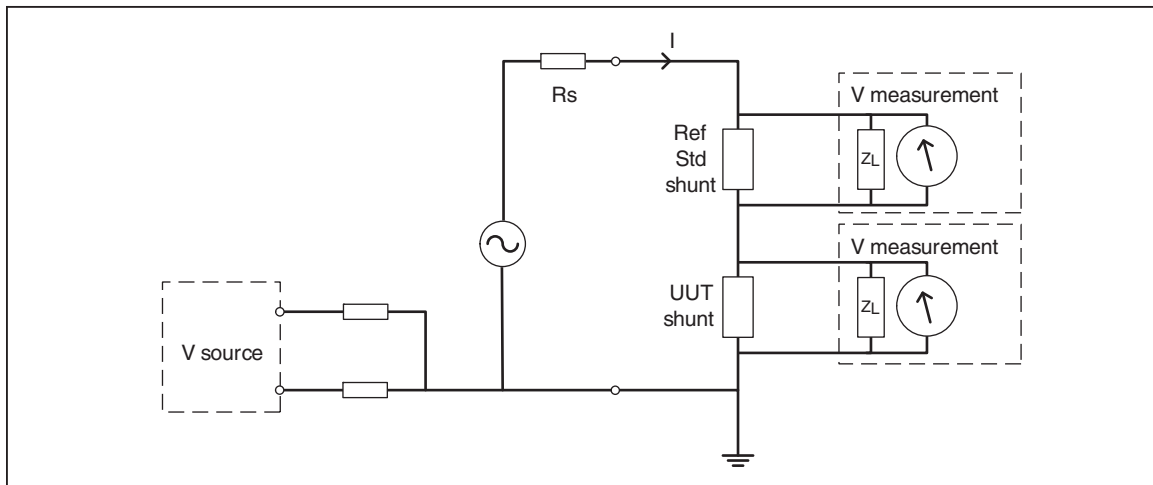 I
Rs
Ref
Std
shunt
V measurement
ZL
V measurement
UUT
shunt
ZL
V source